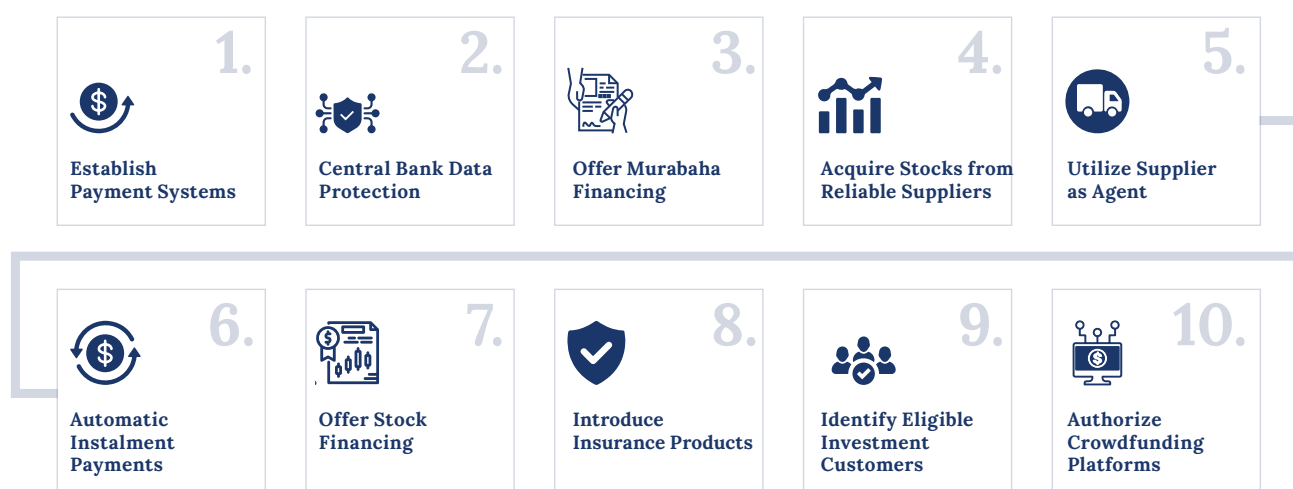 1.
Establish
Payment Systems
2.
Central Bank Data
Protection
3.
Offer Murabaha
Financing
4.
Acquire Stocks from
Reliable Suppliers
5.
Utilize Supplier
as Agent
6.
Automatic
Instalment
Payments
7.
Offer Stock
Financing
8.
Introduce
Insurance Products
9.
Identify Eligible
Investment
Customers
10.
Authorize
Crowdfunding
Platforms